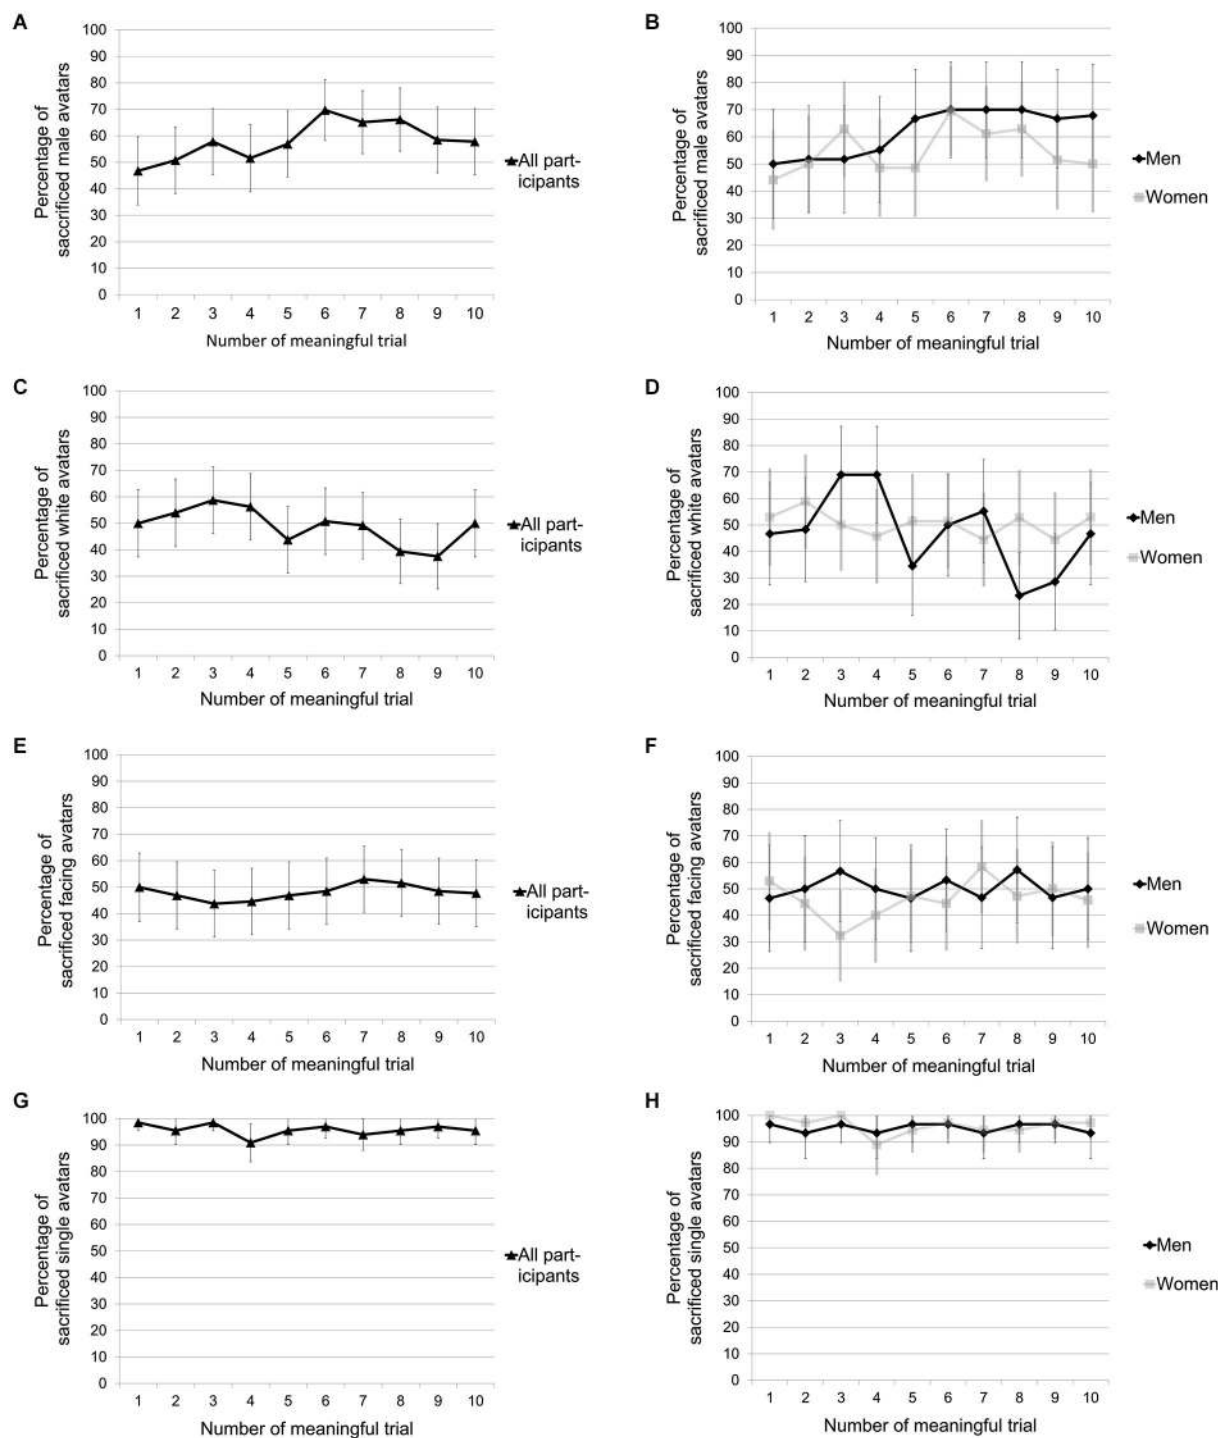 A
100
90
80
70
60
50
40
30
20
10
0
1 2 3 4 5 6 7 8 9 10
Number of meaningful trial
Percentage of
saccrificed male avatars
All part-
icipants
B
100
90
80
70
60
50
40
30
20
10
0
1 2 3 4 5 6 7 8 9 10
Number of meaningful trial
Percentage of
sacrificed male avatars
Men
Women
C
100
90
80
70
60
50
40
30
20
10
0
1 2 3 4 5 6 7 8 9 10
Number of meaningful trial
Percentage of
sacrificed white avatars
All part-
icipants
D
100
90
80
70
60
50
40
30
20
10
0
1 2 3 4 5 6 7 8 9 10
Number of meaningful trial
Percentage of
sacrificed white avatars
Men
Women
E
100
90
80
70
60
50
40
30
20
10
0
1 2 3 4 5 6 7 8 9 10
Number of meaningful trial
Percentage of
sacrificed facing avatars
All part-
icipants
F
100
90
80
70
60
50
40
30
20
10
0
1 2 3 4 5 6 7 8 9 10
Number of meaningful trial
Percentage of
sacrificed facing avatars
Men
Women
G
100
90
80
70
60
50
40
30
20
10
0
1 2 3 4 5 6 7 8 9 10
Number of meaningful trial
Percentage of
sacrificed single avatars
All part-
icipants
H
100
90
80
70
60
50
40
30
20
10
0
1 2 3 4 5 6 7 8 9 10
Number of meaningful trial
Percentage of
sacrificed single avatars
Men
Women